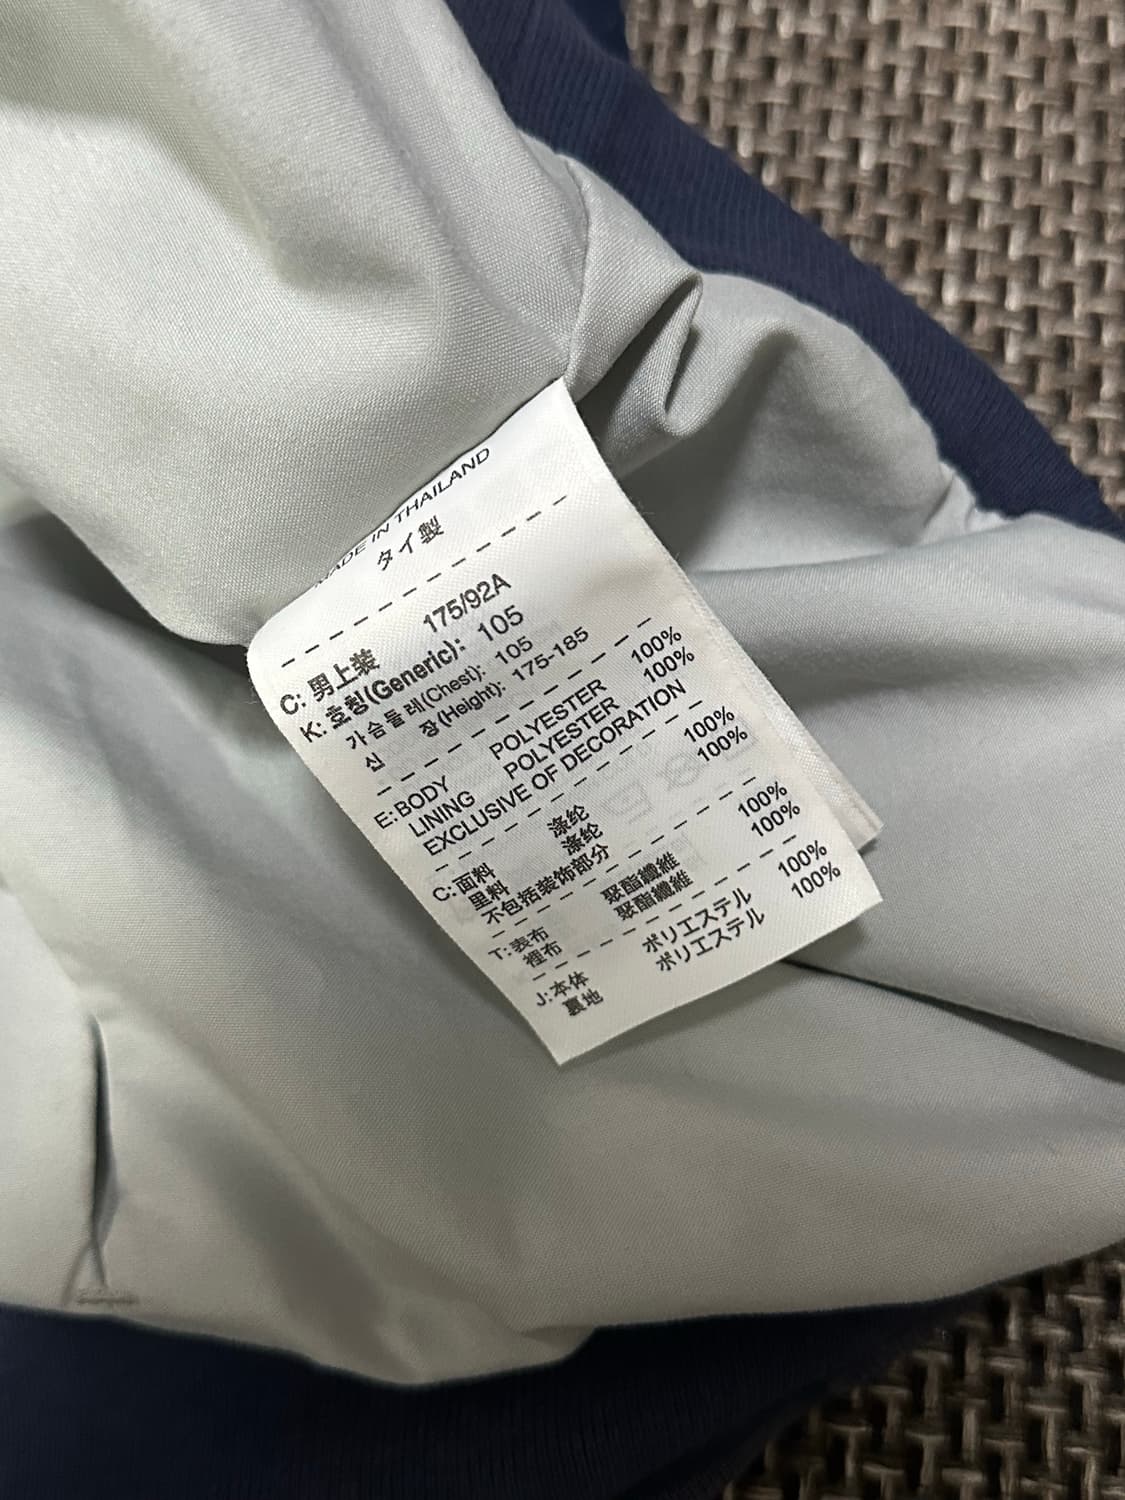 MADE IN THAILAND
タイ製
175/92A
C: 男上装
K: 호칭(Generic): 105
가슴둘레(Chest): 105
신 장(Height): 175-185
E: BODY POLYESTER 100%
LINING POLYESTER 100%
EXCLUSIVE OF DECORATION
C: 面料 涤纶 100%
里料 涤纶 100%
不包括装饰部分
T: 表布 聚酯纖維 100%
裡布 聚酯纖維 100%
J: 本体 ポリエステル 100%
裏地 ポリエステル 100%